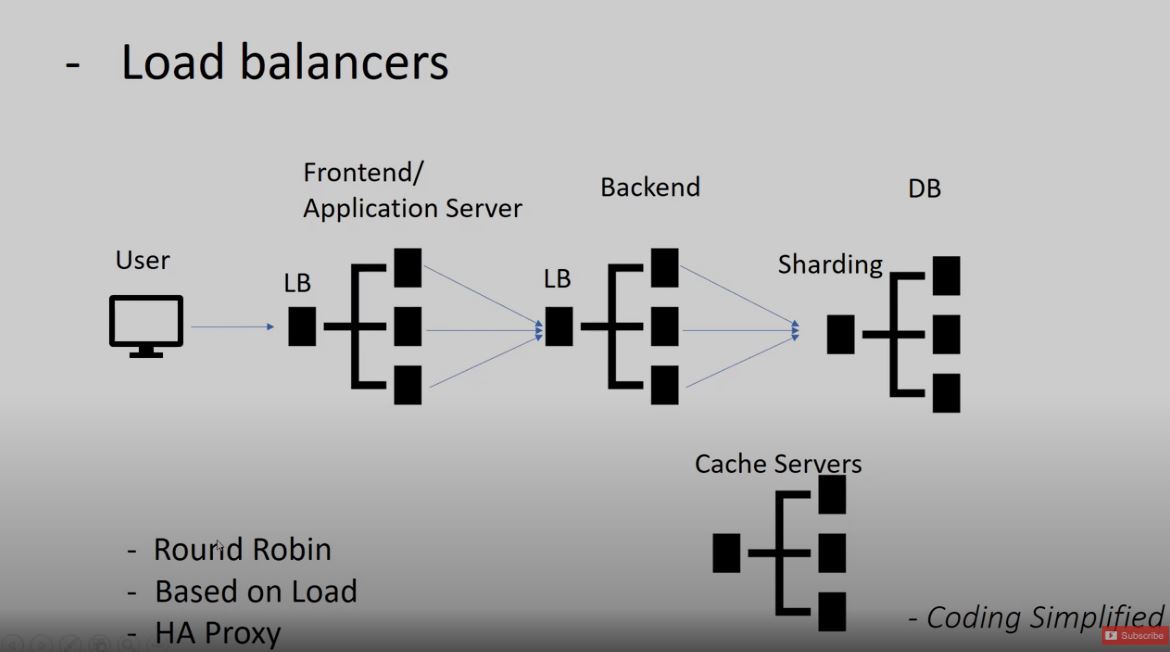 - Load balancers
Frontend/
Application Server
Backend
DB
User
LB
LB
Sharding
Cache Servers
- Round Robin
- Based on Load
- HA Proxy
- Coding Simplified
Subscribe